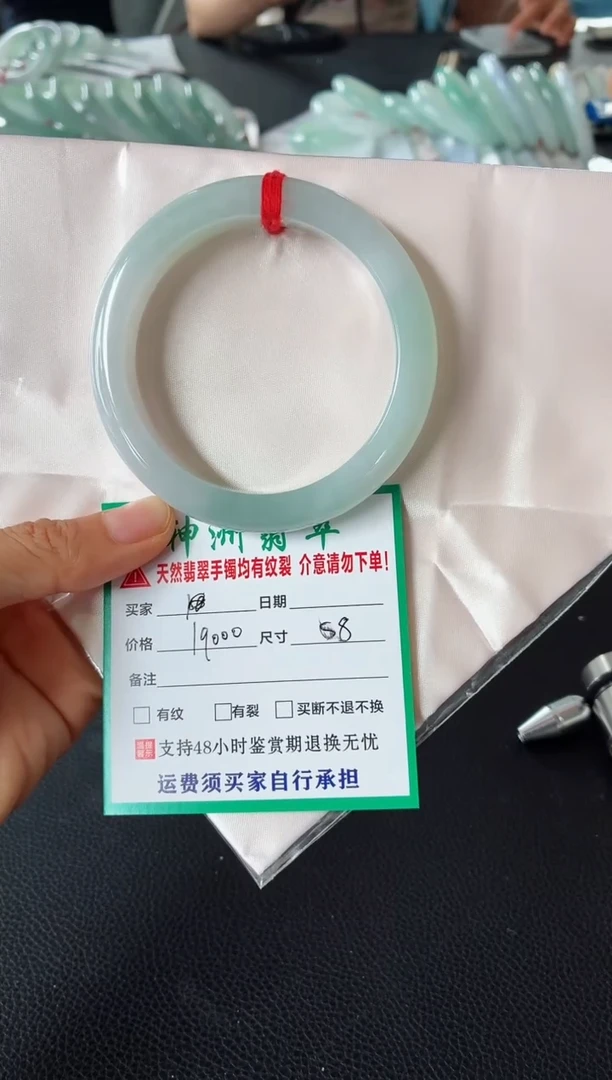 神洲翡翠
天然翡翠手镯均有纹裂 介意请勿下单!
买家 日期
价格 19000 尺寸 68
备注
有纹 有裂 买断不退不换
支持48小时鉴赏期退换无忧
运费须买家自行承担